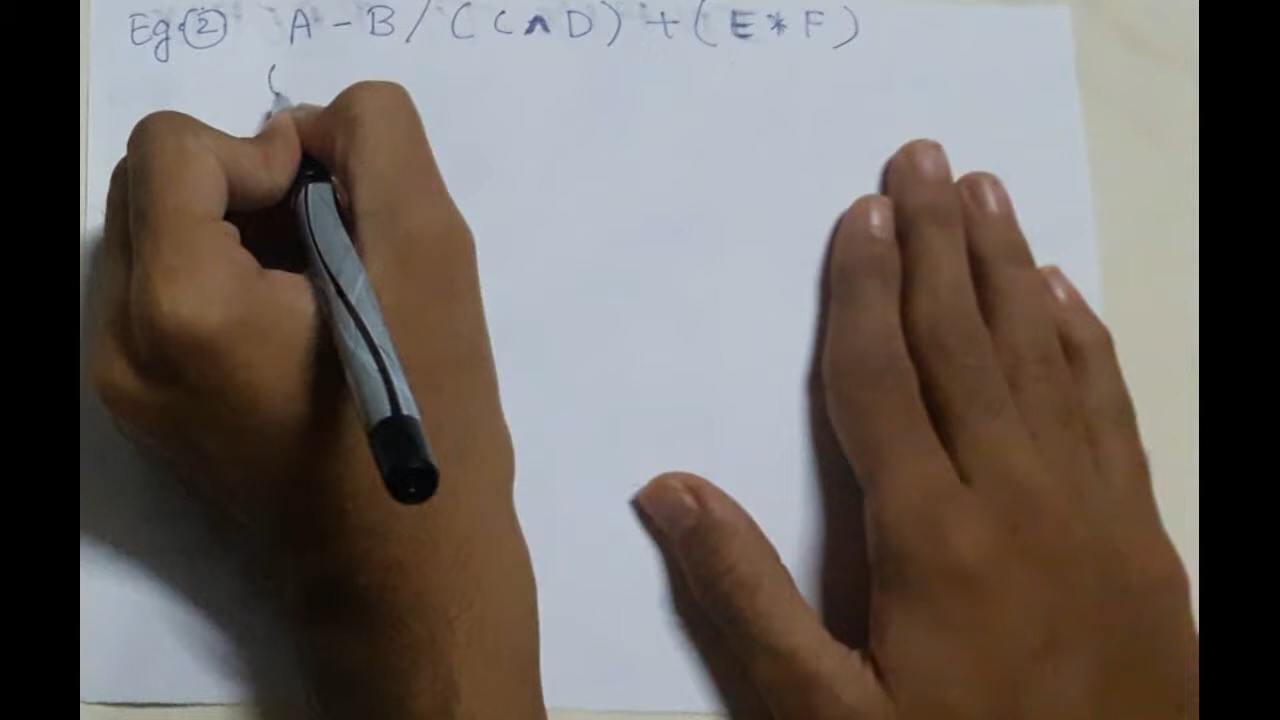 Eg ② A - B / ( C ∧ D ) + ( E * F )
(